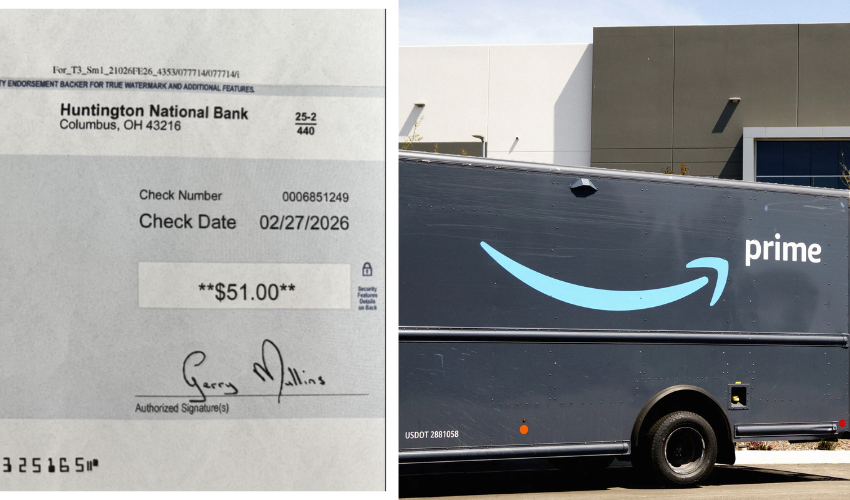 For_T3_Sm1_21026FE26_4353/077714/077714/i
TY ENDORSEMENT BACKER FOR TRUE WATERMARK AND ADDITIONAL FEATURES.
Huntington National Bank
Columbus, OH 43216
25-2
440
Check Number 0006851249
Check Date 02/27/2026
**$51.00**
Security
Features
Details
on Back
Gerry Mullins
Authorized Signature(s)
325165⑈
prime
USDOT 2881058